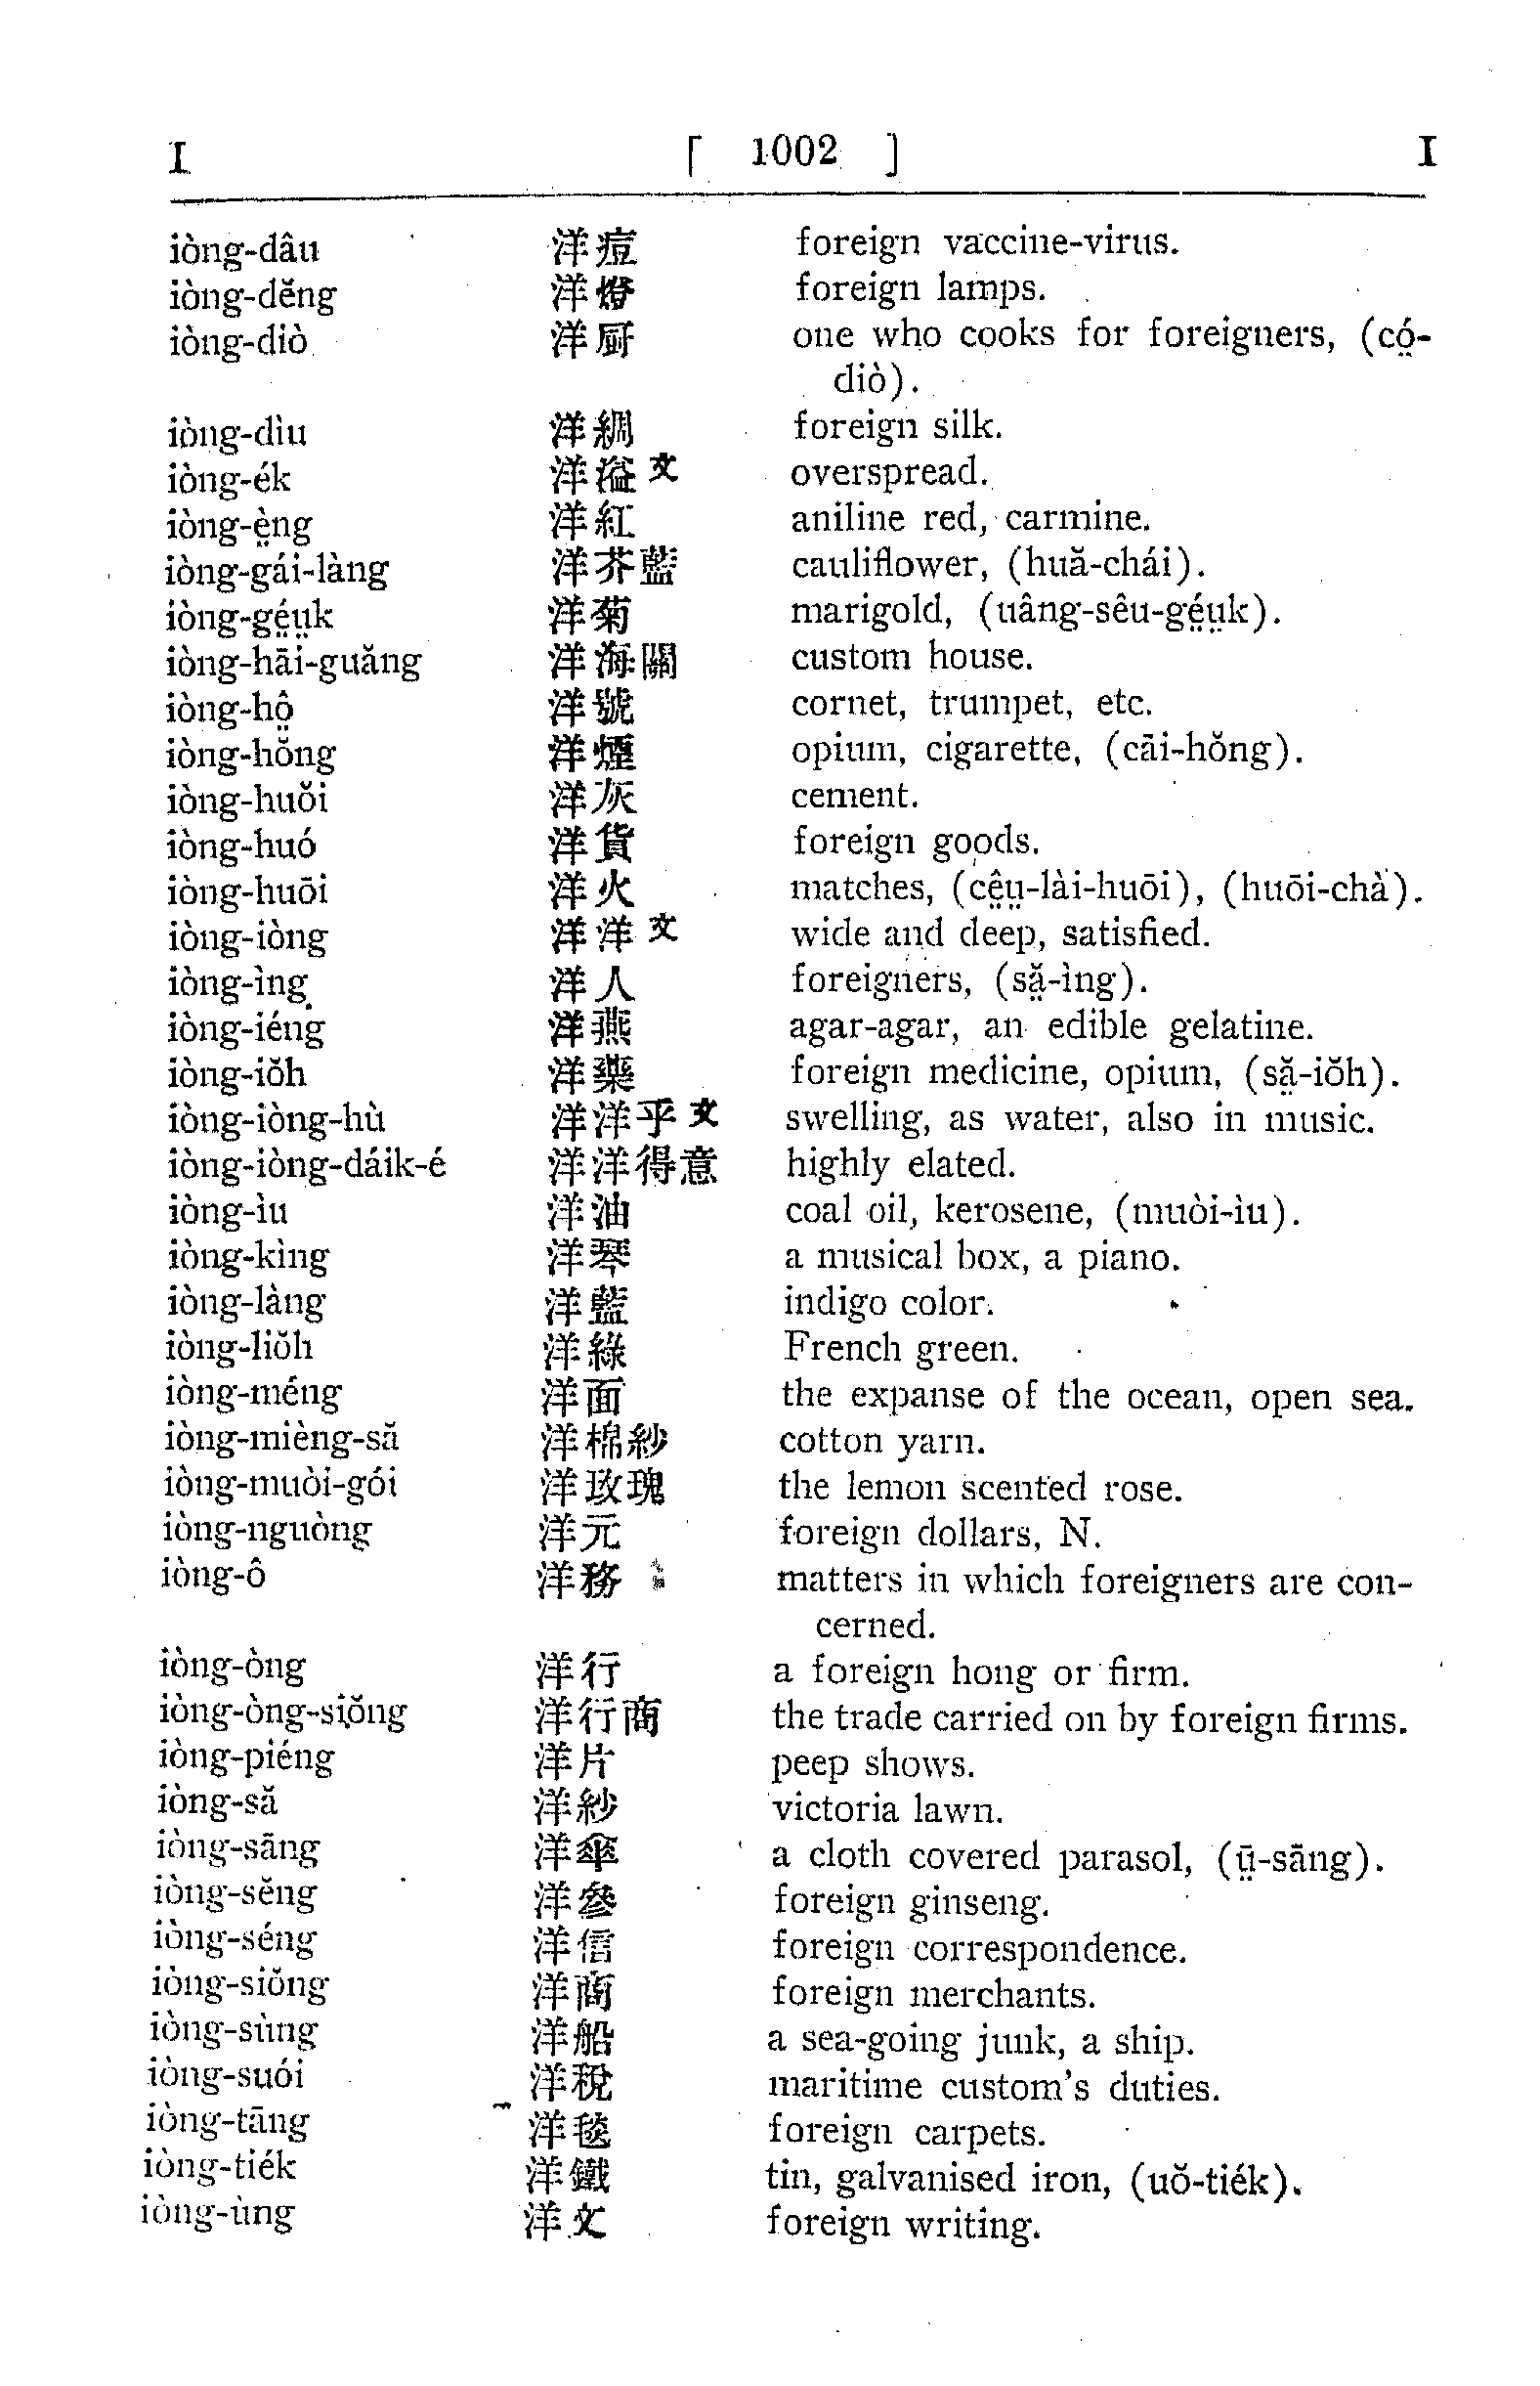 I [ 1002 ] I
iòng-dâu 洋痘 foreign vaccine-virus.
iòng-dĕng 洋燈 foreign lamps.
iòng-diò 洋厨 one who cooks for foreigners, (có̤-
diò).
iòng-dìu 洋綢 foreign silk.
iòng-ék 洋溢文 overspread.
iòng-è̤ng 洋紅 aniline red, carmine.
iòng-gái-làng 洋芥藍 cauliflower, (huă-chái).
iòng-gé̤ṳk 洋菊 marigold, (uâng-sêu-gé̤ṳk).
iòng-hāi-guăng 洋海關 custom house.
iòng-hô̤ 洋號 cornet, trumpet, etc.
iòng-hŏng 洋煙 opium, cigarette, (cāi-hŏng).
iòng-huŏi 洋灰 cement.
iòng-huó 洋貨 foreign goods.
iòng-huōi 洋火 matches, (cê̤ṳ-lài-huōi), (huōi-chà).
iòng-iòng 洋洋文 wide and deep, satisfied.
iòng-ìng 洋人 foreigners, (să̤-ìng).
iòng-iéng 洋燕 agar-agar, an edible gelatine.
iòng-iŏh 洋藥 foreign medicine, opium, (să̤-iŏh).
iòng-iòng-hù 洋洋乎文 swelling, as water, also in music.
iòng-iòng-dáik-é 洋洋得意 highly elated.
iòng-ìu 洋油 coal oil, kerosene, (muòi-ìu).
iòng-kìng 洋琴 a musical box, a piano.
iòng-làng 洋藍 indigo color.
iòng-liŏh 洋綠 French green.
iòng-méng 洋面 the expanse of the ocean, open sea.
iòng-mièng-să 洋棉紗 cotton yarn.
iòng-muòi-gói 洋玫瑰 the lemon scented rose.
iòng-nguòng 洋元 foreign dollars, N.
iòng-ô 洋務 matters in which foreigners are con-
cerned.
iòng-òng 洋行 a foreign hong or firm.
iòng-òng-siŏng 洋行商 the trade carried on by foreign firms.
iòng-piéng 洋片 peep shows.
iòng-să 洋紗 victoria lawn.
iòng-sāng 洋傘 a cloth covered parasol, (ṳ̄-sāng).
iòng-sĕng 洋參 foreign ginseng.
iòng-séng 洋信 foreign correspondence.
iòng-siŏng 洋商 foreign merchants.
iòng-sùng 洋船 a sea-going junk, a ship.
iòng-suói 洋稅 maritime custom's duties.
iòng-tāng 洋毯 foreign carpets.
iòng-tiék 洋鐵 tin, galvanised iron, (uŏ-tiék).
iòng-ùng 洋文 foreign writing.